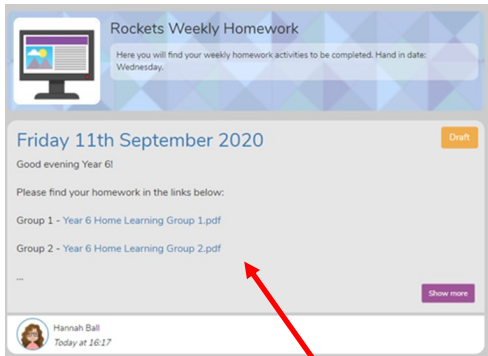 Rockets Weekly Homework
Here you will find your weekly homework activities to be completed. Hand in date:
Wednesday.
Friday 11th September 2020
Draft
Good evening Year 6!
Please find your homework in the links below:
Group 1 - Year 6 Home Learning Group 1.pdf
Group 2 - Year 6 Home Learning Group 2.pdf
...
Show more
Hannah Ball
Today at 16:17